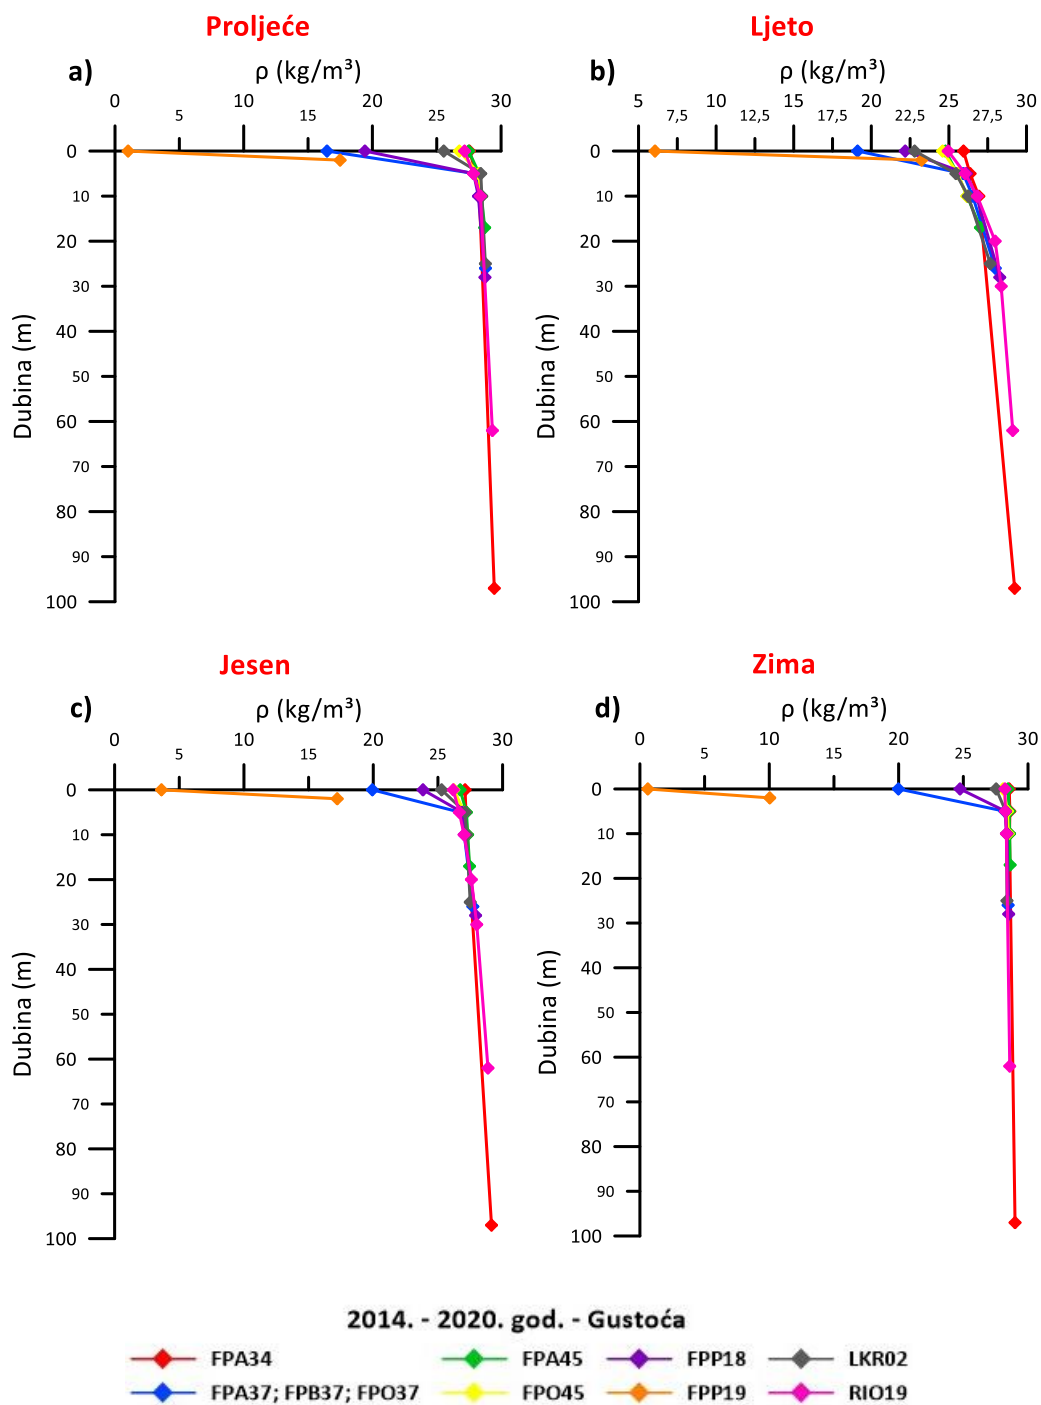 Proljeće
Ljeto
a)
ρ (kg/m³)
b)
ρ (kg/m³)
0 10 20 30
5 15 25
5 10 15 20 25 30
7,5 12,5 17,5 22,5 27,5
0
10
20
30
40
50
60
70
80
90
100
Dubina (m)
0
10
20
30
40
50
60
70
80
90
100
Dubina (m)
Jesen
Zima
c)
ρ (kg/m³)
d)
ρ (kg/m³)
0 10 20 30
5 15 25
0 10 20 30
5 15 25
0
10
20
30
40
50
60
70
80
90
100
Dubina (m)
0
10
20
30
40
50
60
70
80
90
100
Dubina (m)
2014. - 2020. god. - Gustoća
FPA34 FPA45 FPP18 LKR02
FPA37; FPB37; FPO37 FPO45 FPP19 RIO19